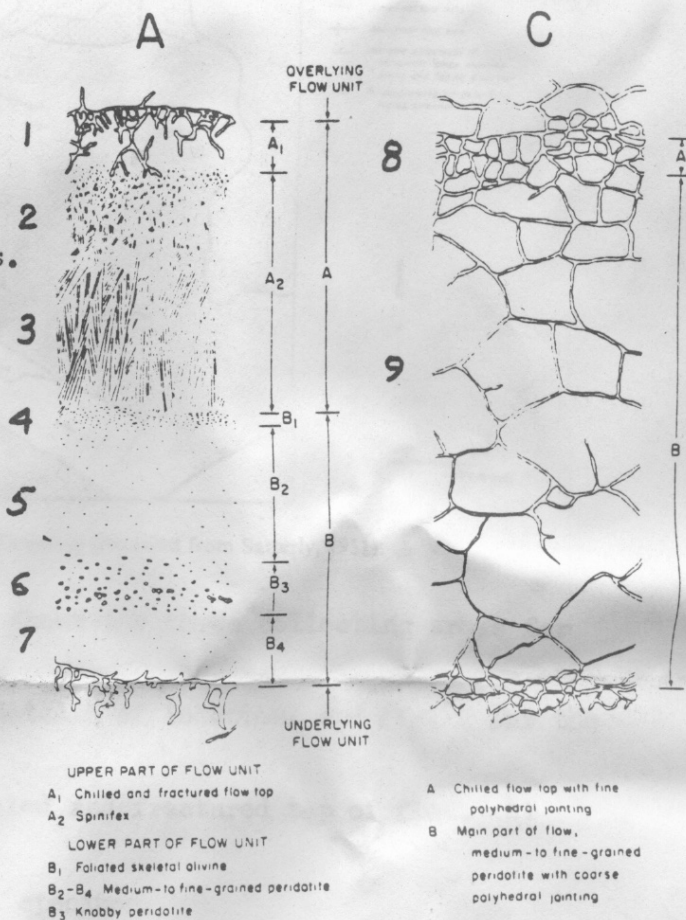 A
C
OVERLYING
FLOW UNIT
1
A₁
8
A
2
s.
A₂
A
3
9
4
B₁
B₂
5
B
B
6
B₃
7
B₄
UNDERLYING
FLOW UNIT
UPPER PART OF FLOW UNIT
A₁ Chilled and fractured flow top
A₂ Spinifex
LOWER PART OF FLOW UNIT
B₁ Foliated skeletal olivine
B₂-B₄ Medium-to fine-grained peridotite
B₃ Knobby peridotite
A Chilled flow top with fine
polyhedral jointing
B Main part of flow,
medium-to fine-grained
peridotite with coarse
polyhedral jointing